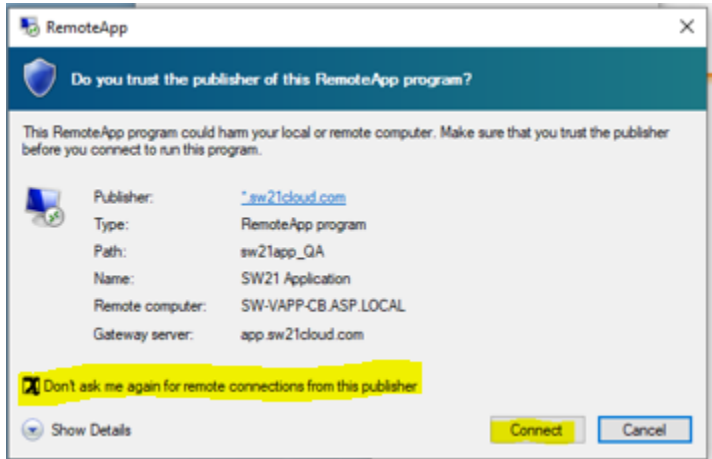 RemoteApp
Do you trust the publisher of this RemoteApp program?
This RemoteApp program could harm your local or remote computer. Make sure that you trust the publisher
before you connect to run this program.
Publisher: *.sw21cloud.com
Type: RemoteApp program
Path: sw21app_QA
Name: SW21 Application
Remote computer: SW-VAPP-CB.ASP.LOCAL
Gateway server: app.sw21cloud.com
Don't ask me again for remote connections from this publisher
Show Details Connect Cancel